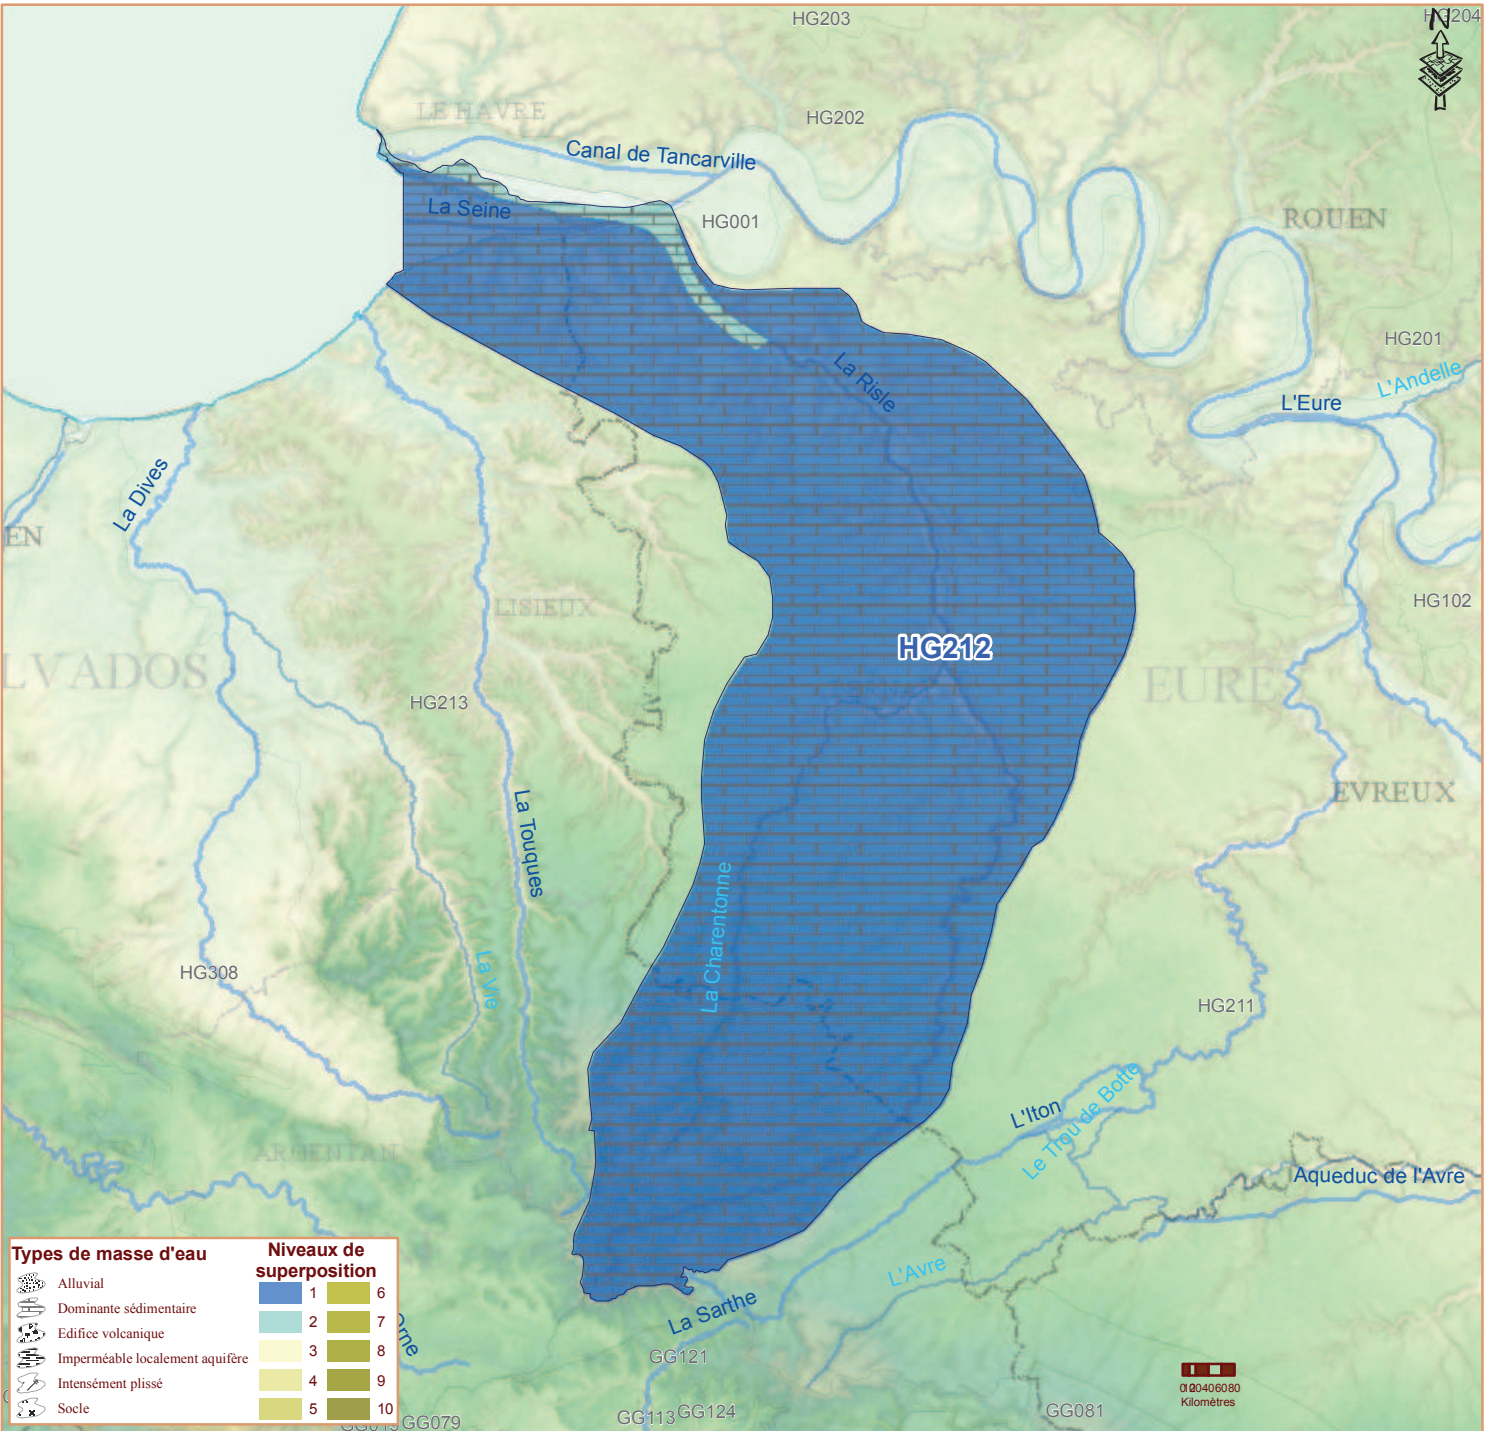 HG203
HG204
N
LE HAVRE
HG202
Canal de Tancarville
La Seine
HG001
ROUEN
HG201
L'Andelle
La Risle
L'Eure
La Dives
EN
HG102
LISIEUX
HG212
LVADOS
EURE
HG213
EVREUX
La Touques
La Charentonne
La Vie
HG308
HG211
L'Iton
Le Trou de Botte
ARGENTAN
Aqueduc de l'Avre
L'Avre
La Sarthe
Orne
GG121
GG113
GG124
GG081
GG079
Types de masse d'eau
Alluvial
Dominante sédimentaire
Edifice volcanique
Imperméable localement aquifère
Intensément plissé
Socle
Niveaux de
superposition
1 6
2 7
3 8
4 9
5 10
Kilomètres